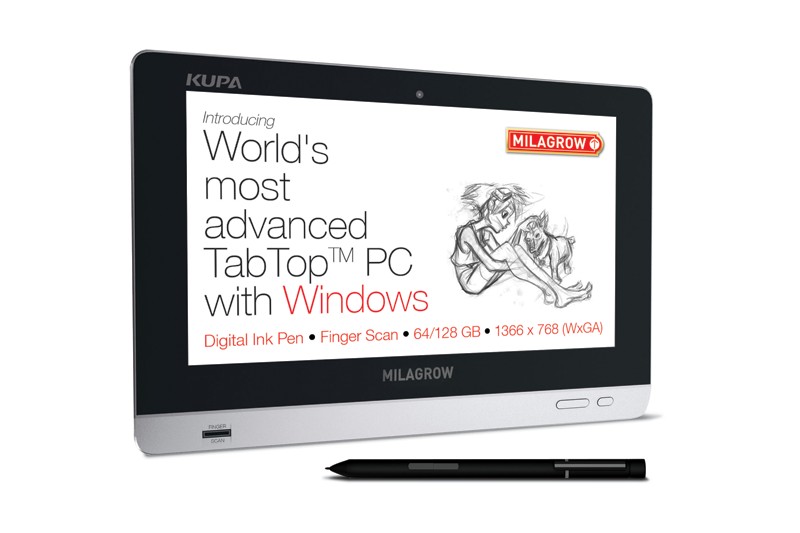 KUPA
Introducing
World's
most
advanced
TabTop™ PC
with Windows
MILAGROW
Digital Ink Pen • Finger Scan • 64/128 GB • 1366 x 768 (WxGA)
MILAGROW
FINGER
SCAN